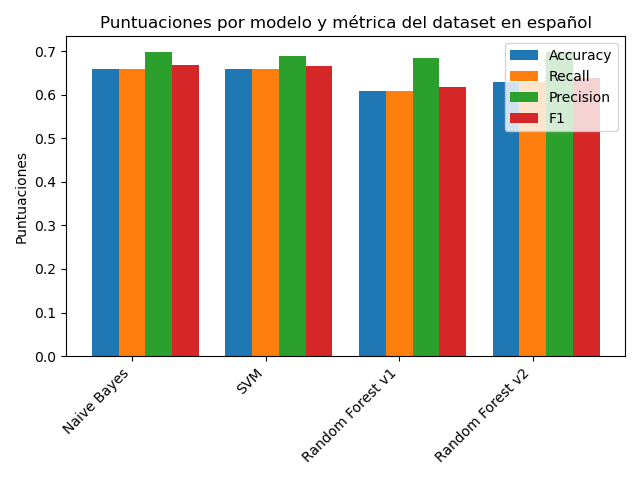 Puntuaciones por modelo y métrica del dataset en español
Puntuaciones
0.7
0.6
0.5
0.4
0.3
0.2
0.1
0.0
Accuracy
Recall
Precision
F1
Naive Bayes
SVM
Random Forest v1
Random Forest v2